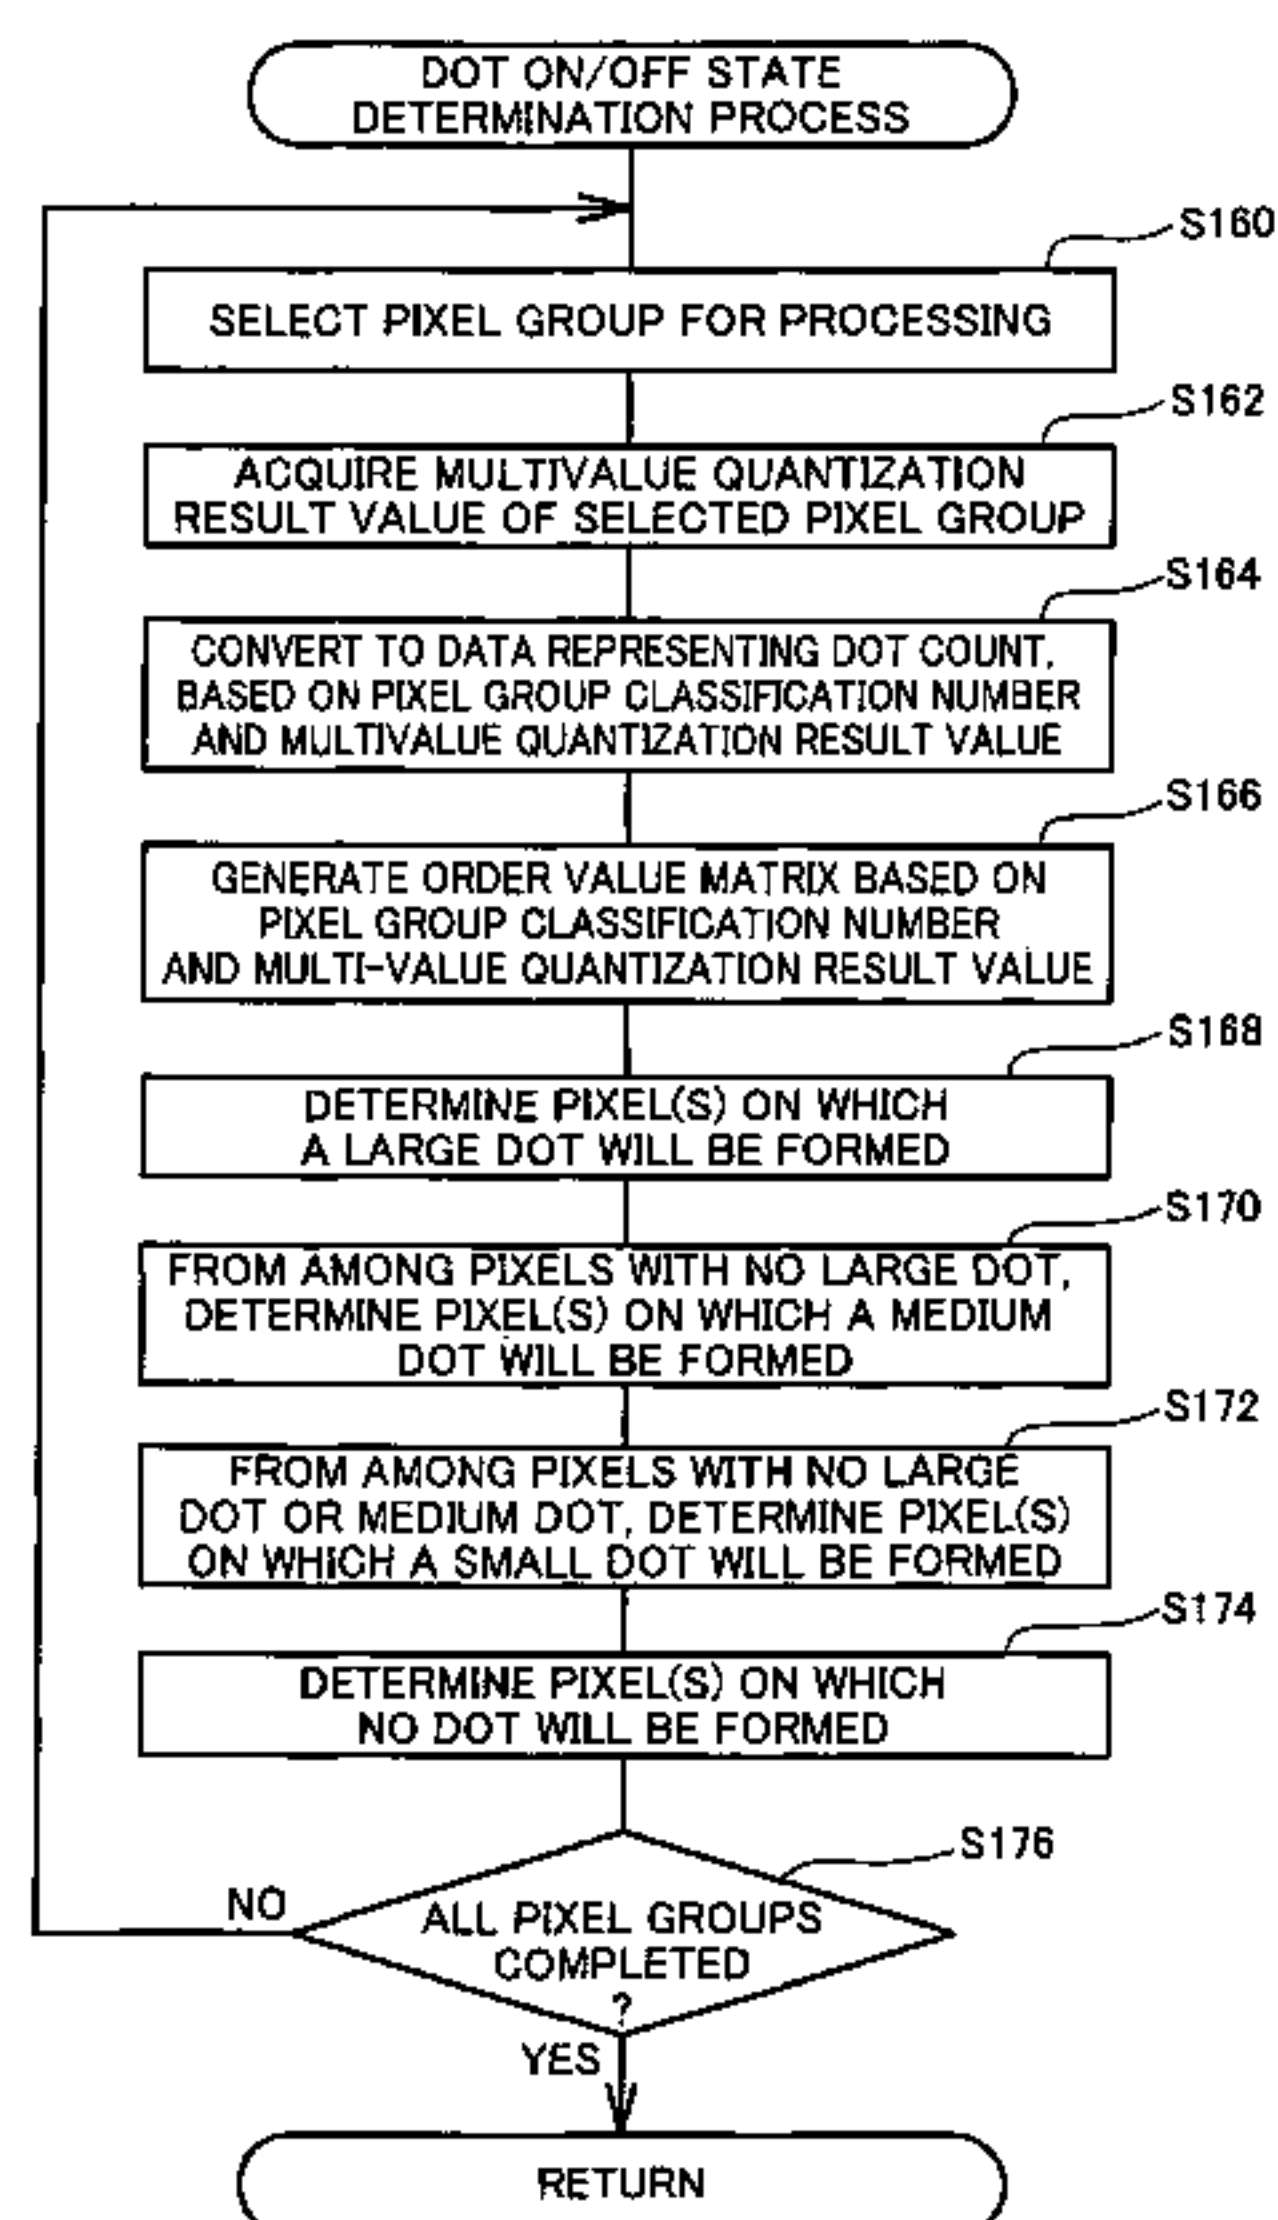 DOT ON/OFF STATE
DETERMINATION PROCESS
S160
SELECT PIXEL GROUP FOR PROCESSING
S162
ACQUIRE MULTIVALUE QUANTIZATION
RESULT VALUE OF SELECTED PIXEL GROUP
S164
CONVERT TO DATA REPRESENTING DOT COUNT,
BASED ON PIXEL GROUP CLASSIFICATION NUMBER
AND MULTIVALUE QUANTIZATION RESULT VALUE
S166
GENERATE ORDER VALUE MATRIX BASED ON
PIXEL GROUP CLASSIFICATION NUMBER
AND MULTI-VALUE QUANTIZATION RESULT VALUE
S168
DETERMINE PIXEL(S) ON WHICH
A LARGE DOT WILL BE FORMED
S170
FROM AMONG PIXELS WITH NO LARGE DOT,
DETERMINE PIXEL(S) ON WHICH A MEDIUM
DOT WILL BE FORMED
S172
FROM AMONG PIXELS WITH NO LARGE
DOT OR MEDIUM DOT, DETERMINE PIXEL(S)
ON WHICH A SMALL DOT WILL BE FORMED
S174
DETERMINE PIXEL(S) ON WHICH
NO DOT WILL BE FORMED
S176
NO
ALL PIXEL GROUPS
COMPLETED
?
YES
RETURN